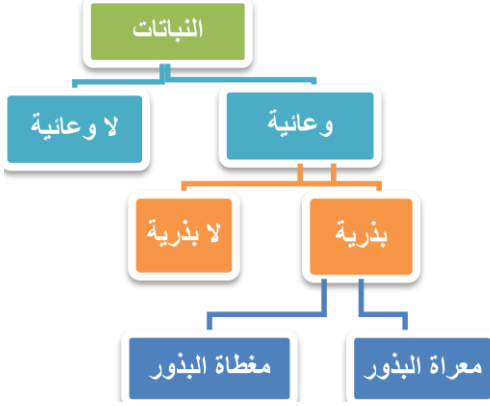 النباتات
وعائية
لا وعائية
بذرية
لا بذرية
معراة البذور
مغطاة البذور